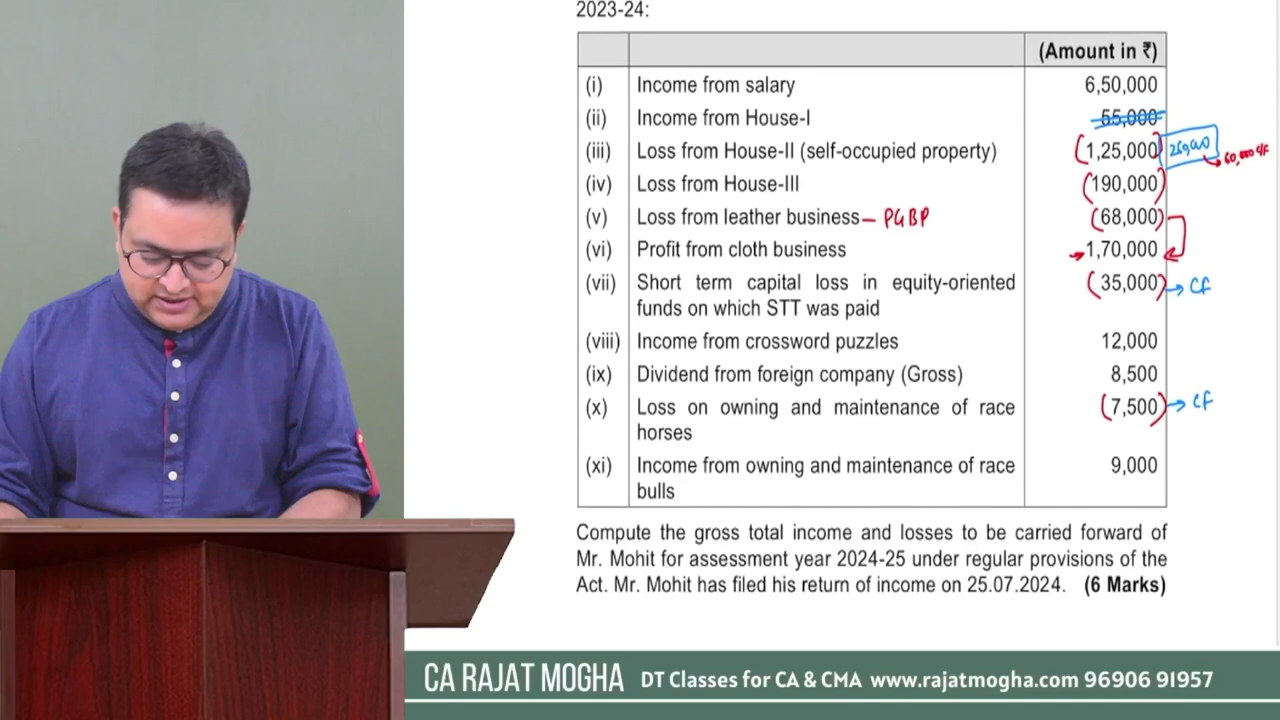 2023-24:
(Amount in ₹)
(i) Income from salary 6,50,000
(ii) Income from House-I 55,000
(iii) Loss from House-II (self-occupied property) (1,25,000) 260,000 → 60,000 c/f
(iv) Loss from House-III (190,000)
(v) Loss from leather business – PGBP (68,000)
(vi) Profit from cloth business → 1,70,000
(vii) Short term capital loss in equity-oriented (35,000) → CF
funds on which STT was paid
(viii) Income from crossword puzzles 12,000
(ix) Dividend from foreign company (Gross) 8,500
(x) Loss on owning and maintenance of race (7,500) → CF
horses
(xi) Income from owning and maintenance of race 9,000
bulls
Compute the gross total income and losses to be carried forward of
Mr. Mohit for assessment year 2024-25 under regular provisions of the
Act. Mr. Mohit has filed his return of income on 25.07.2024. (6 Marks)
CA RAJAT MOGHA DT Classes for CA & CMA www.rajatmogha.com 96906 91957